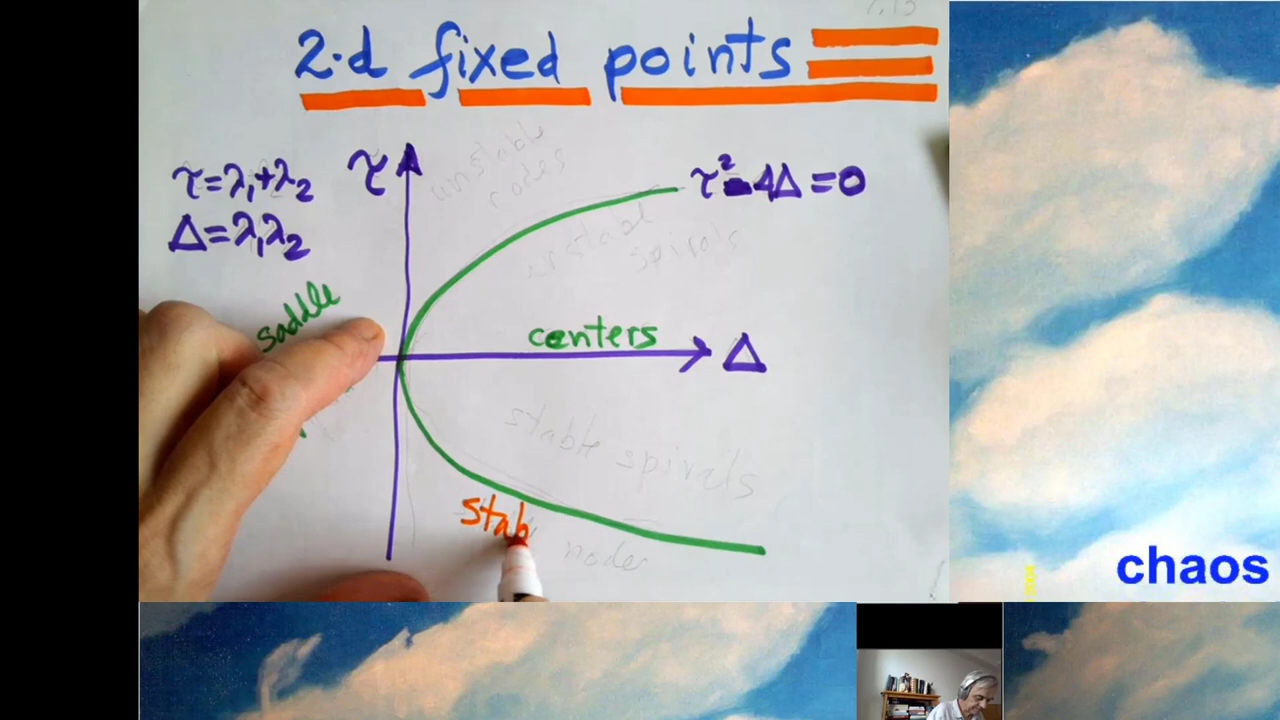 2-d fixed points
τ=λ₁+λ₂
Δ=λ₁λ₂
τ
unstable
nodes
τ²-4Δ=0
unstable
spirals
saddle
centers
Δ
stable spirals
stab
nodes
chaos